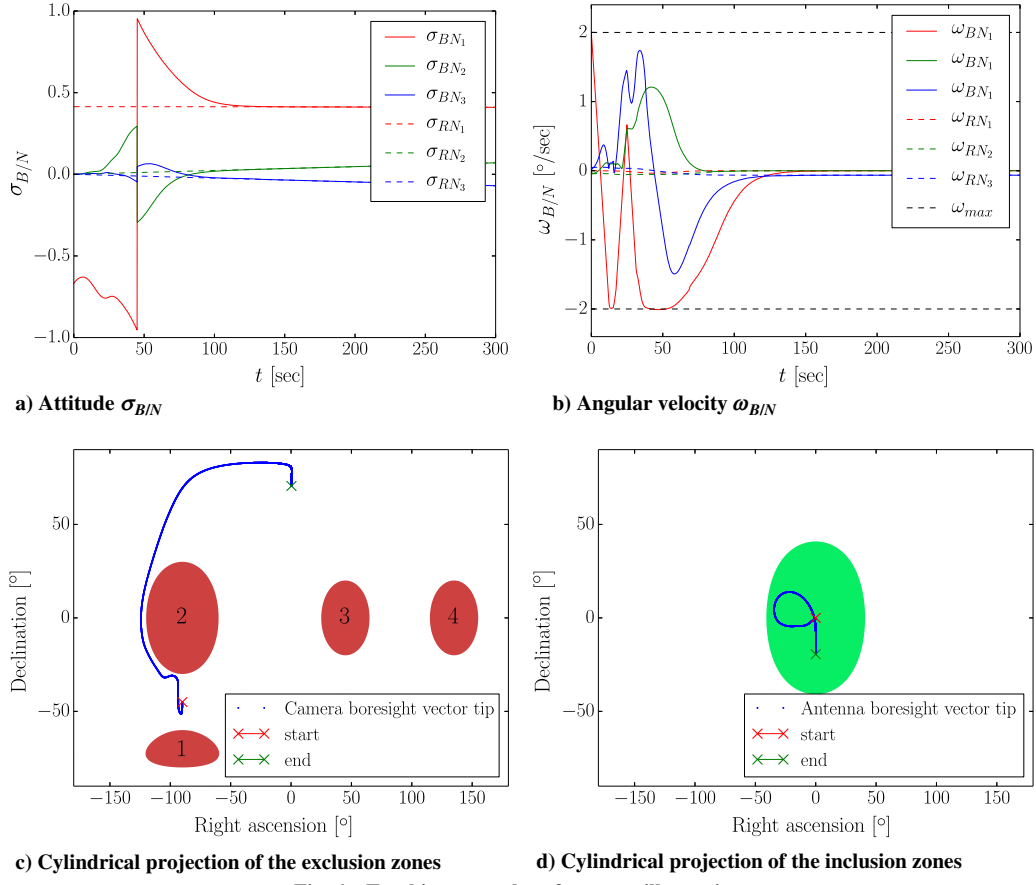 1.0
0.5
0.0
−0.5
−1.0
σ_{B/N}
σ_{BN_1}
σ_{BN_2}
σ_{BN_3}
σ_{RN_1}
σ_{RN_2}
σ_{RN_3}
0 50 100 150 200 250 300
t [sec]
a) Attitude σ_{B/N}
2
1
0
−1
−2
ω_{B/N} [°/sec]
ω_{BN_1}
ω_{BN_1}
ω_{BN_1}
ω_{RN_1}
ω_{RN_2}
ω_{RN_3}
ω_{max}
0 50 100 150 200 250 300
t [sec]
b) Angular velocity ω_{B/N}
50
0
−50
Declination [°]
2
3
4
1
Camera boresight vector tip
start
end
−150 −100 −50 0 50 100 150
Right ascension [°]
c) Cylindrical projection of the exclusion zones
50
0
−50
Declination [°]
Antenna boresight vector tip
start
end
−150 −100 −50 0 50 100 150
Right ascension [°]
d) Cylindrical projection of the inclusion zones